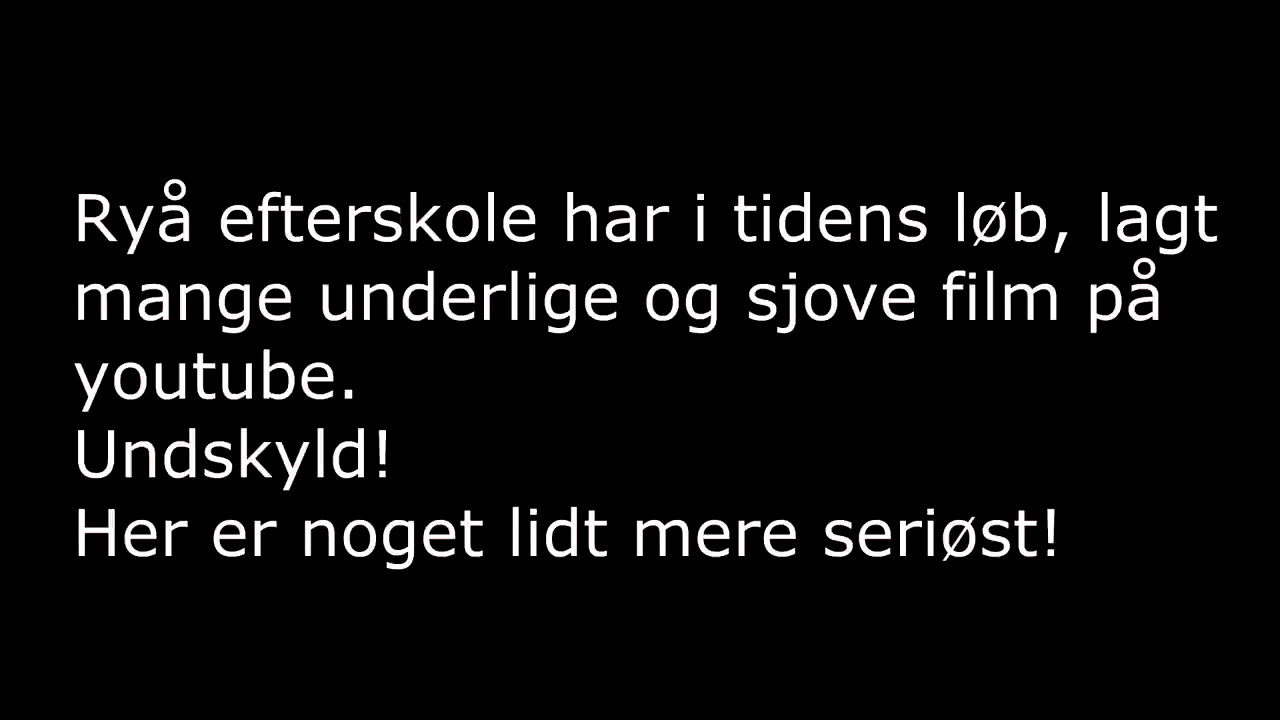 Ryå efterskole har i tidens løb, lagt
mange underlige og sjove film på
youtube.
Undskyld!
Her er noget lidt mere seriøst!